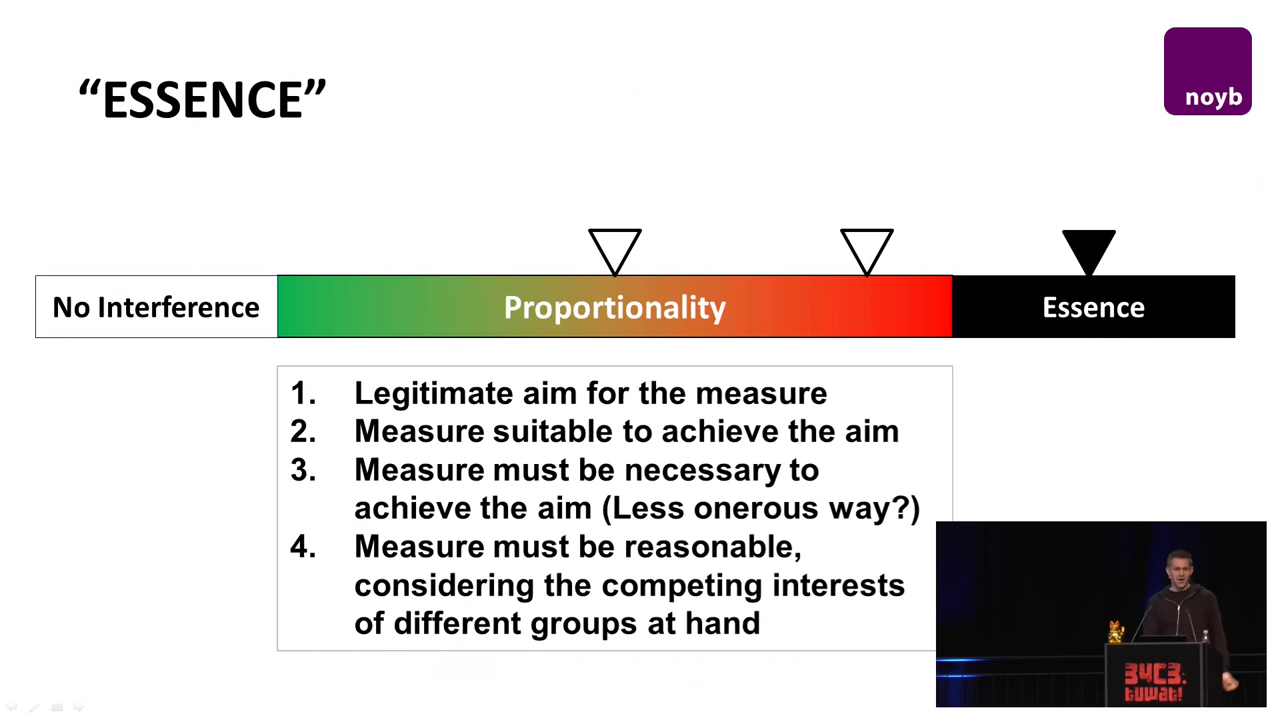 “ESSENCE”
noyb
No Interference
Proportionality
Essence
1. Legitimate aim for the measure
2. Measure suitable to achieve the aim
3. Measure must be necessary to
achieve the aim (Less onerous way?)
4. Measure must be reasonable,
considering the competing interests
of different groups at hand
34C3.
tuwat!